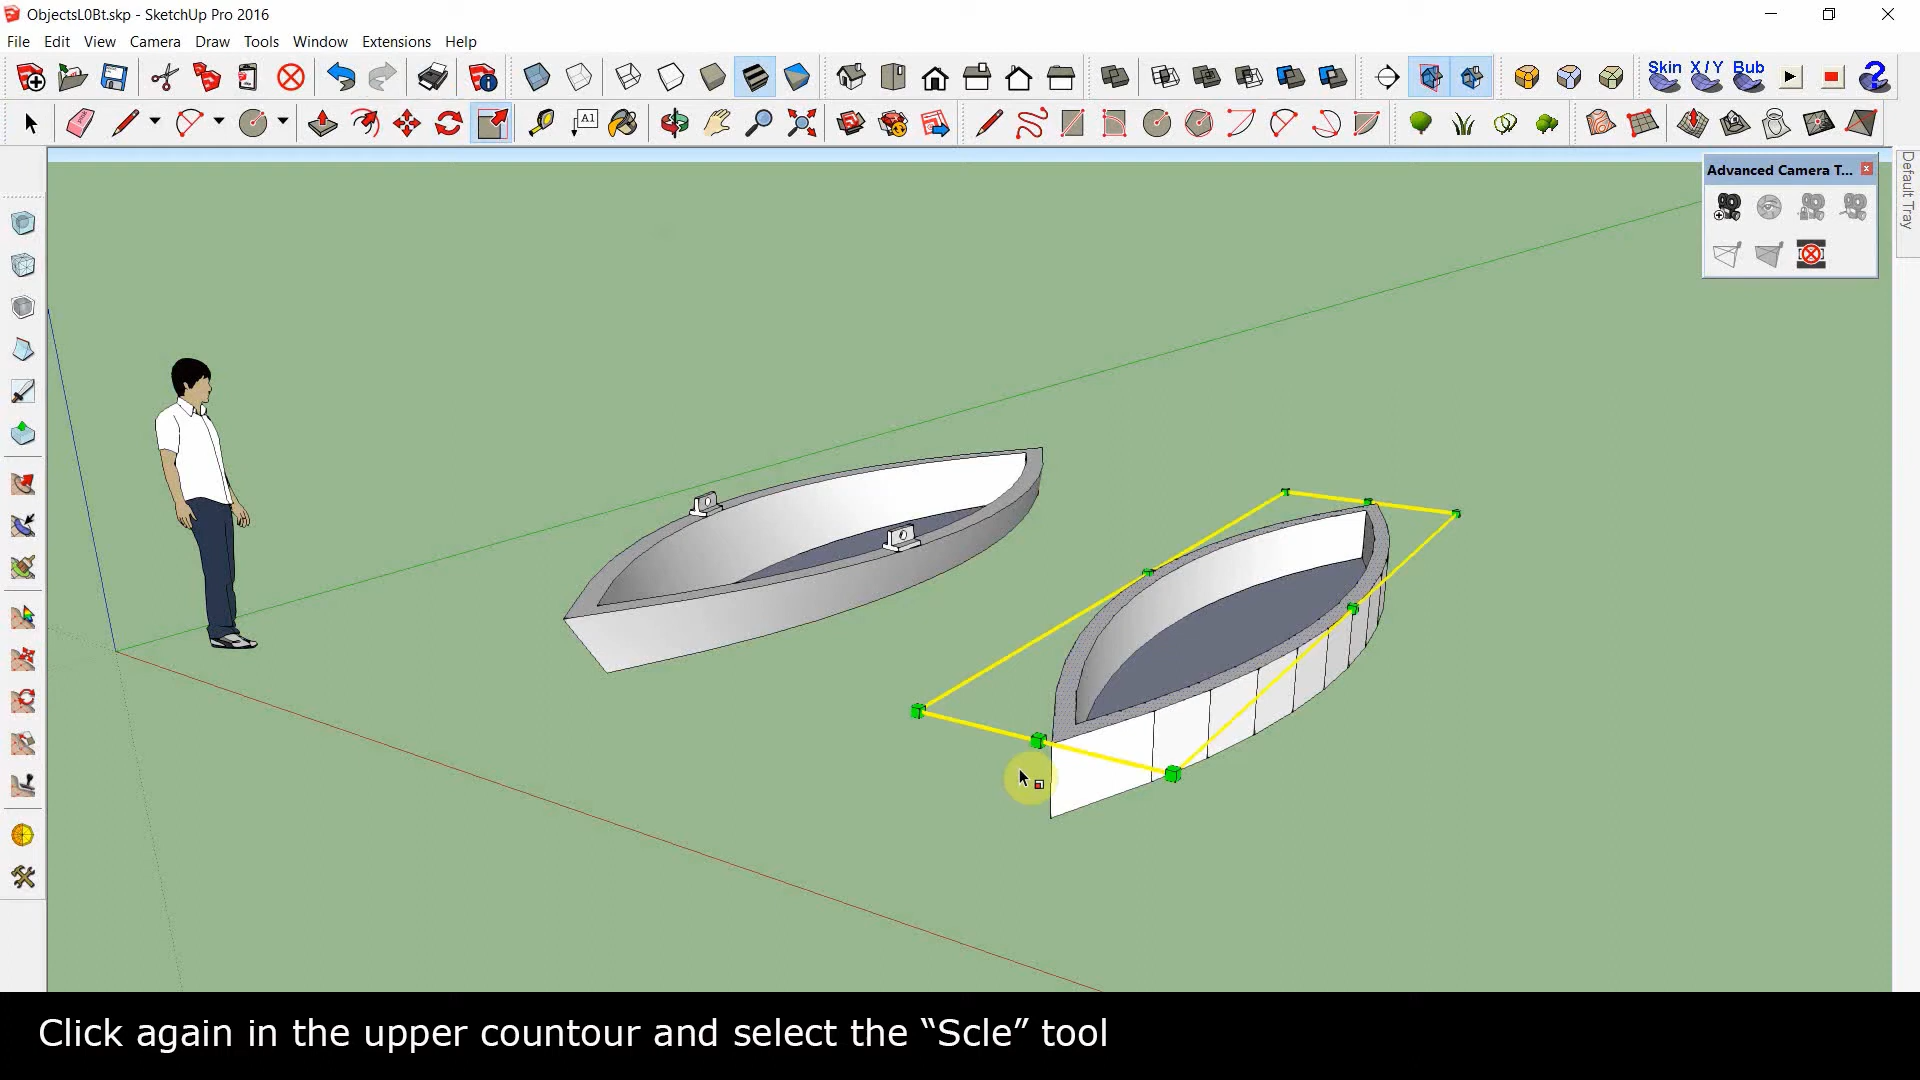 ObjectsL0Bt.skp - SketchUp Pro 2016
File Edit View Camera Draw Tools Window Extensions Help
Skin X/Y Bub
A1
Advanced Camera T...
Default Tray
Click again in the upper countour and select the “Scle” tool